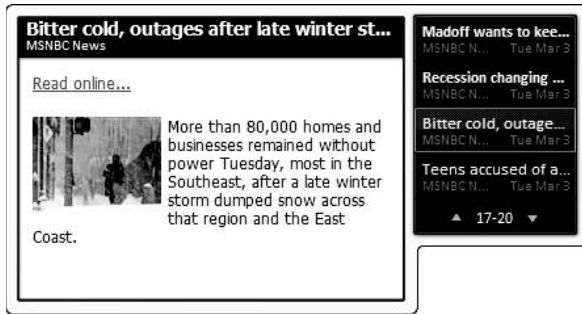 Bitter cold, outages after late winter st...
MSNBC News
Read online...
More than 80,000 homes and
businesses remained without
power Tuesday, most in the
Southeast, after a late winter
storm dumped snow across
that region and the East
Coast.
Madoff wants to kee...
MSNBC N... Tue Mar 3
Recession changing ...
MSNBC N... Tue Mar 3
Bitter cold, outage...
MSNBC N... Tue Mar 3
Teens accused of a...
MSNBC N... Tue Mar 3
17-20